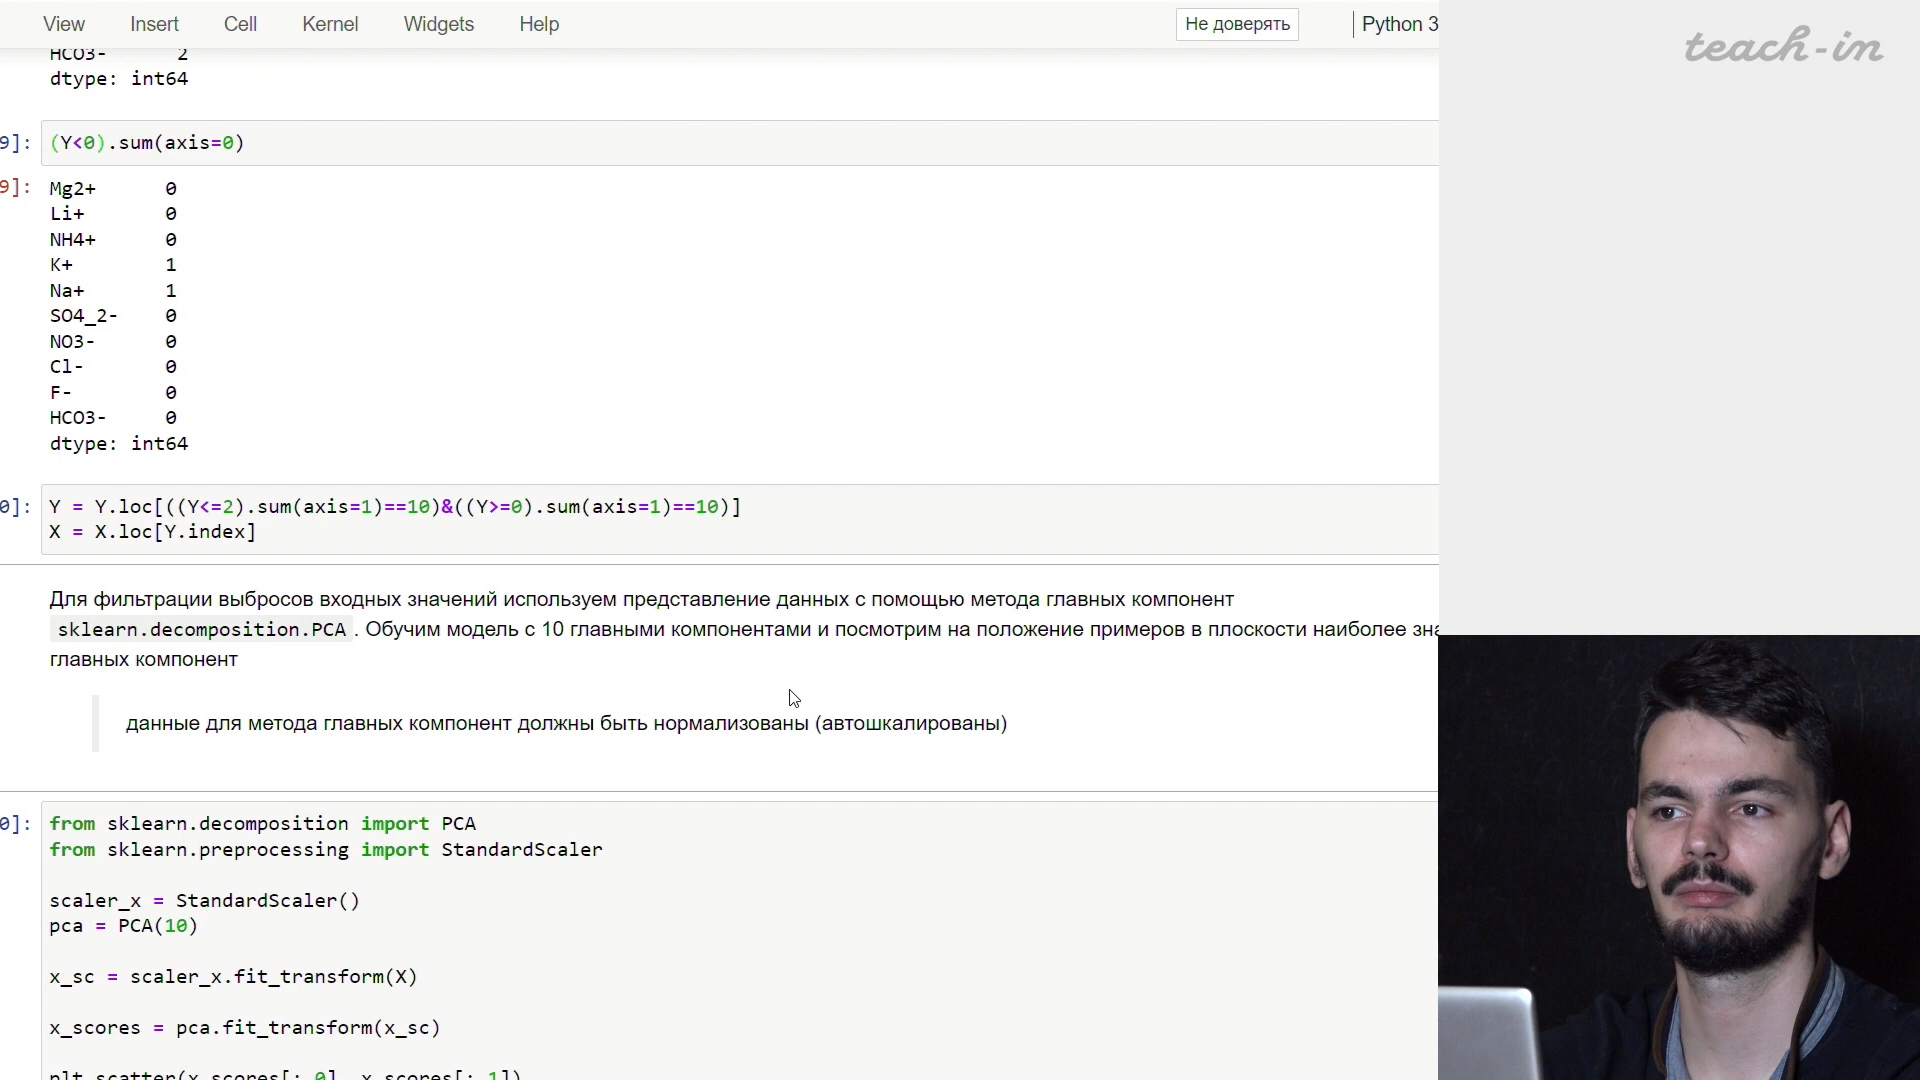 View Insert Cell Kernel Widgets Help Не доверять Python 3
teach-in
HCO3- 2
dtype: int64
9]: (Y<0).sum(axis=0)
9]: Mg2+ 0
Li+ 0
NH4+ 0
K+ 1
Na+ 1
SO4_2- 0
NO3- 0
Cl- 0
F- 0
HCO3- 0
dtype: int64
0]: Y = Y.loc[((Y<=2).sum(axis=1)==10)&((Y>=0).sum(axis=1)==10)]
X = X.loc[Y.index]
Для фильтрации выбросов входных значений используем представление данных с помощью метода главных компонент
sklearn.decomposition.PCA . Обучим модель с 10 главными компонентами и посмотрим на положение примеров в плоскости наиболее зна
главных компонент
данные для метода главных компонент должны быть нормализованы (автошкалированы)
0]: from sklearn.decomposition import PCA
from sklearn.preprocessing import StandardScaler
scaler_x = StandardScaler()
pca = PCA(10)
x_sc = scaler_x.fit_transform(X)
x_scores = pca.fit_transform(x_sc)
plt.scatter(x_scores[:,0], x_scores[:,1])